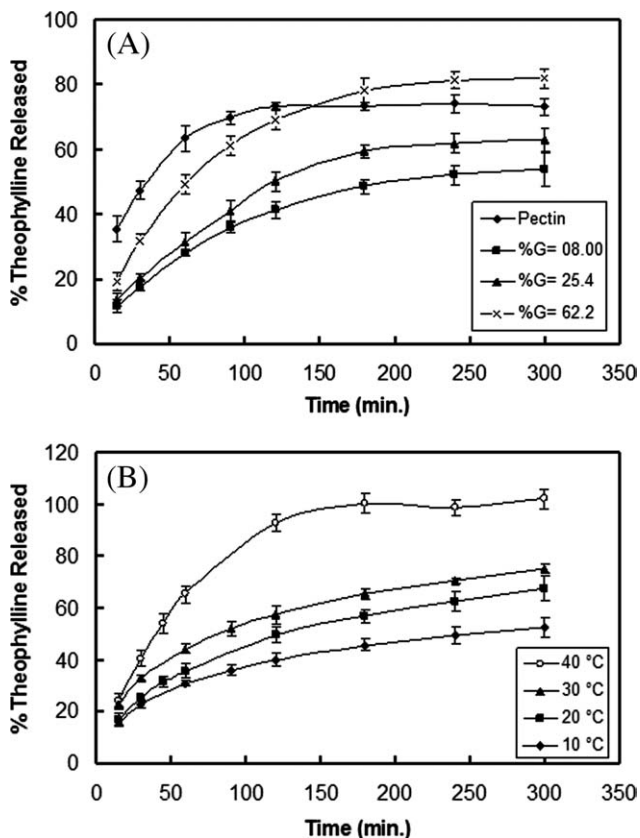 (A)
% Theophylline Released
100
80
60
40
20
0
0 50 100 150 200 250 300 350
Time (min.)
Pectin
%G= 08.00
%G= 25.4
%G= 62.2
(B)
% Theophylline Released
120
100
80
60
40
20
0
0 50 100 150 200 250 300 350
Time (min.)
40 °C
30 °C
20 °C
10 °C